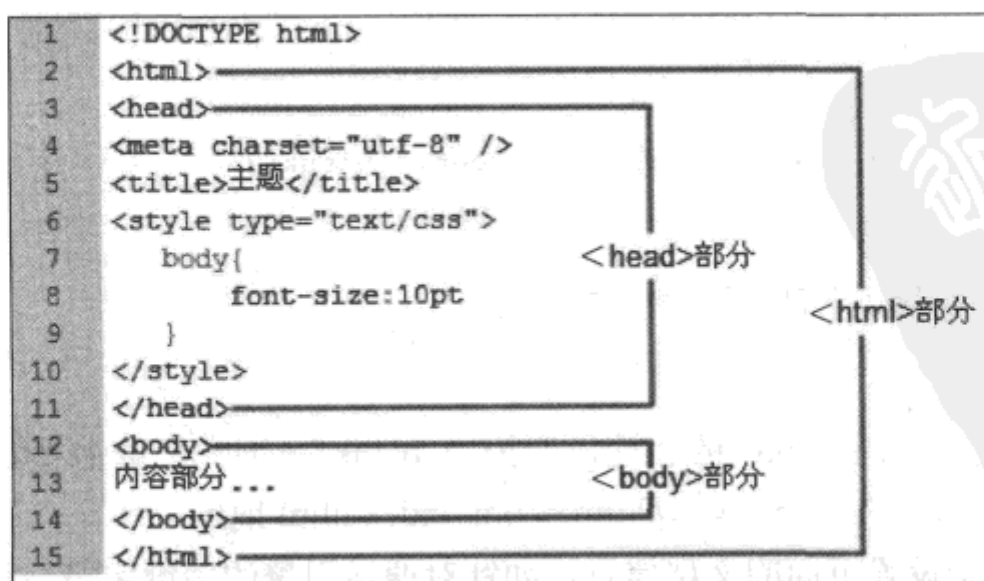 1 <!DOCTYPE html>
2 <html>
3 <head>
4 <meta charset="utf-8" />
5 <title>主题</title>
6 <style type="text/css">
7 body{
8 font-size:10pt
9 }
10 </style>
11 </head>
12 <body>
13 内容部分...
14 </body>
15 </html>
<head>部分
<html>部分
<body>部分